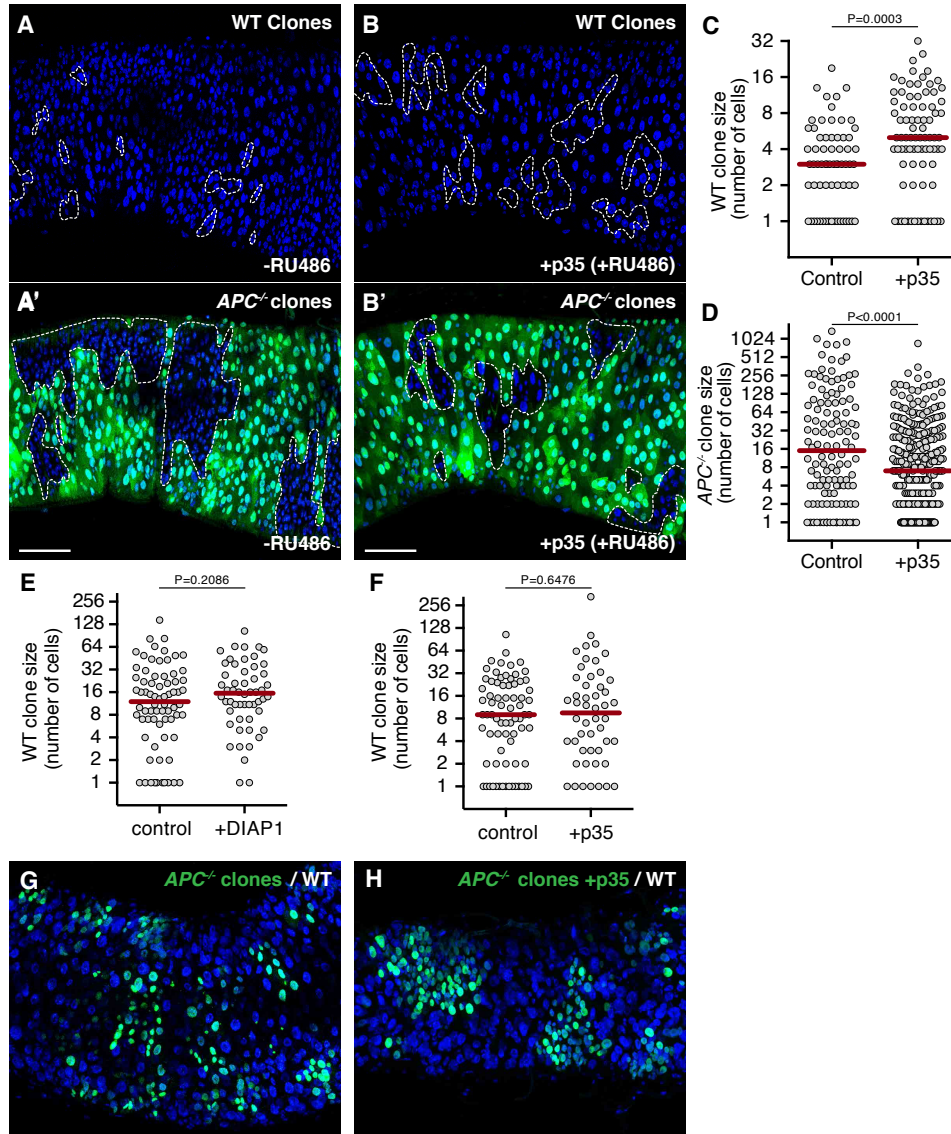 A
WT Clones
-RU486
B
WT Clones
+p35 (+RU486)
C
P=0.0003
32
16
8
4
2
1
WT clone size
(number of cells)
Control
+p35
A'
APC-/- clones
-RU486
B'
APC-/- clones
+p35 (+RU486)
D
P<0.0001
1024
512
256
128
64
32
16
8
4
2
1
APC-/- clone size
(number of cells)
Control
+p35
E
P=0.2086
256
128
64
32
16
8
4
2
1
WT clone size
(number of cells)
control
+DIAP1
F
P=0.6476
256
128
64
32
16
8
4
2
1
WT clone size
(number of cells)
control
+p35
G
APC-/- clones / WT
H
APC-/- clones +p35 / WT